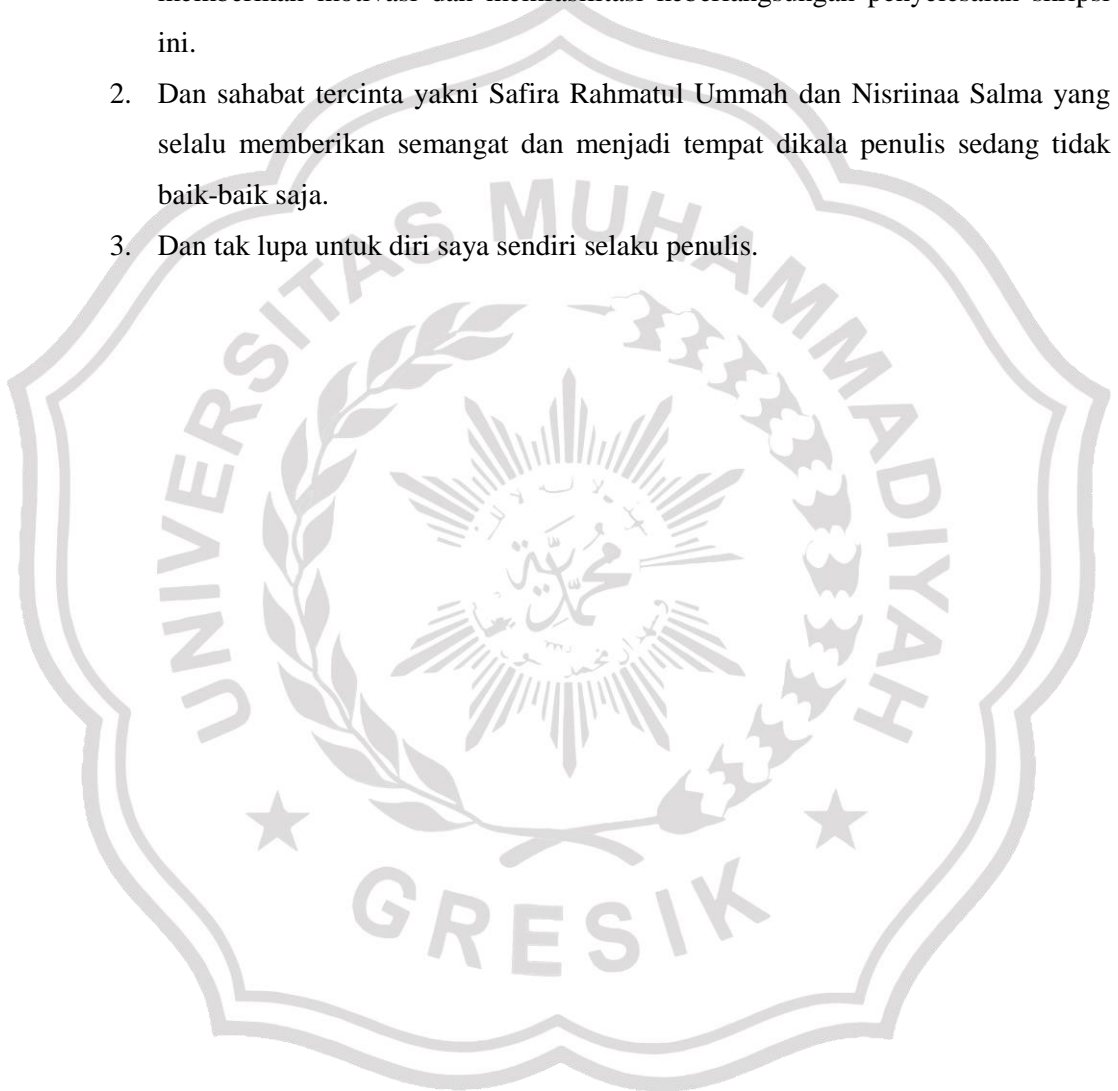 ini.
2. Dan sahabat tercinta yakni Safira Rahmatul Ummah dan Nisriinaa Salma yang
selalu memberikan semangat dan menjadi tempat dikala penulis sedang tidak
baik-baik saja.
3. Dan tak lupa untuk diri saya sendiri selaku penulis.
UNIVERSITAS MUHAMMADIYAH
GRESIK